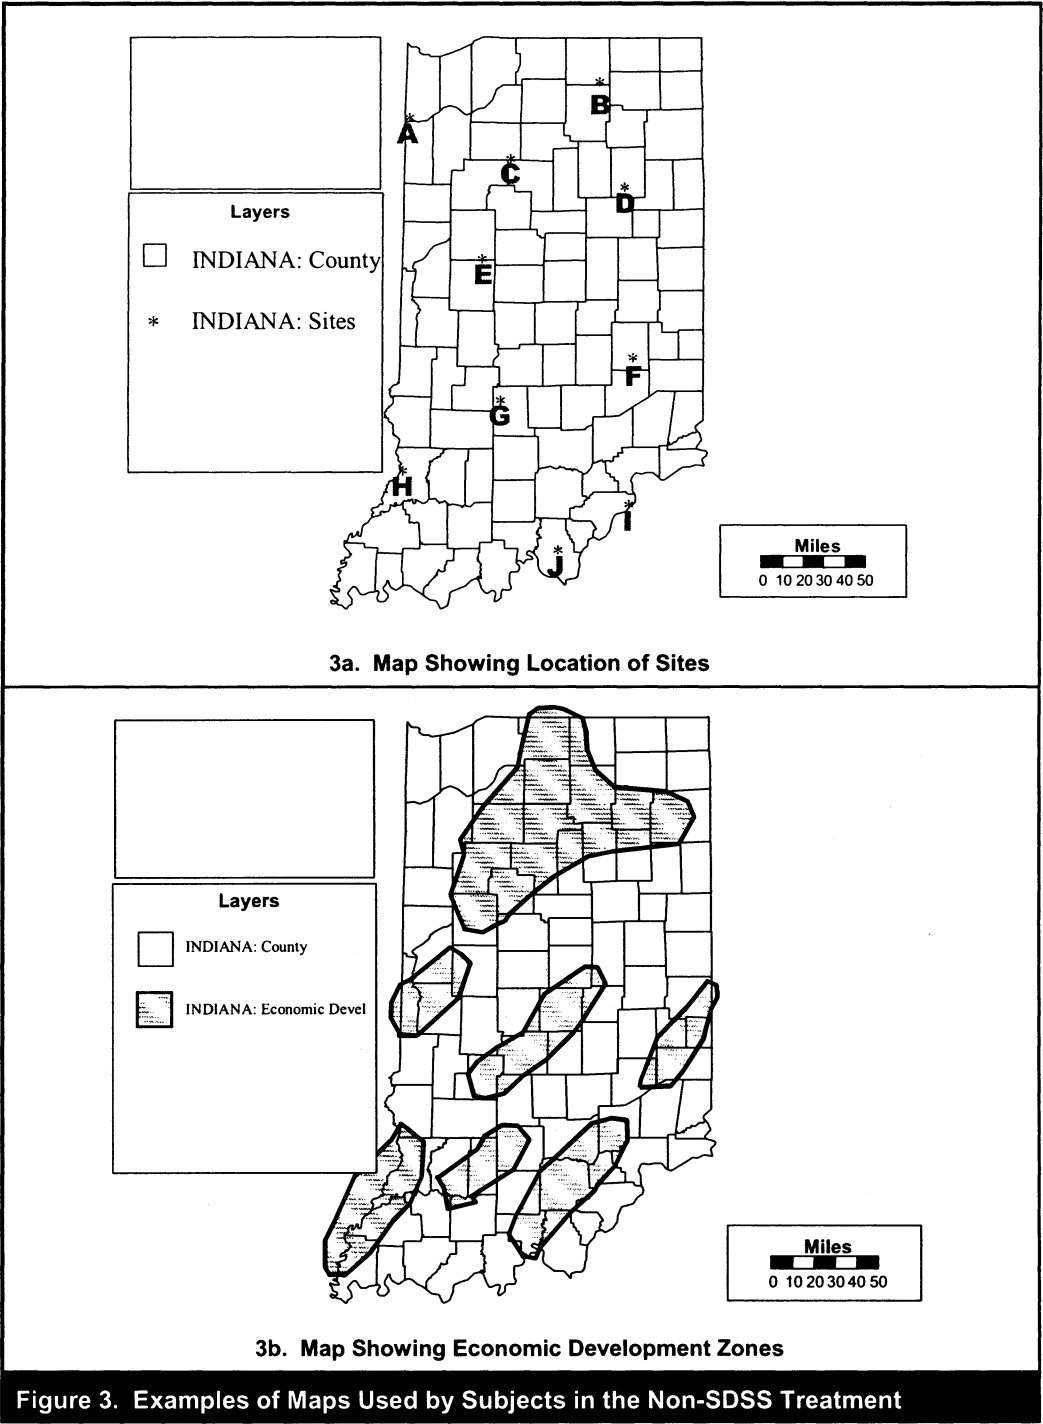 Layers
INDIANA: County
INDIANA: Sites
A
B
C
D
E
F
G
H
I
J
Miles
0 10 20 30 40 50
3a. Map Showing Location of Sites
Layers
INDIANA: County
INDIANA: Economic Devel
Miles
0 10 20 30 40 50
3b. Map Showing Economic Development Zones
Figure 3. Examples of Maps Used by Subjects in the Non-SDSS Treatment